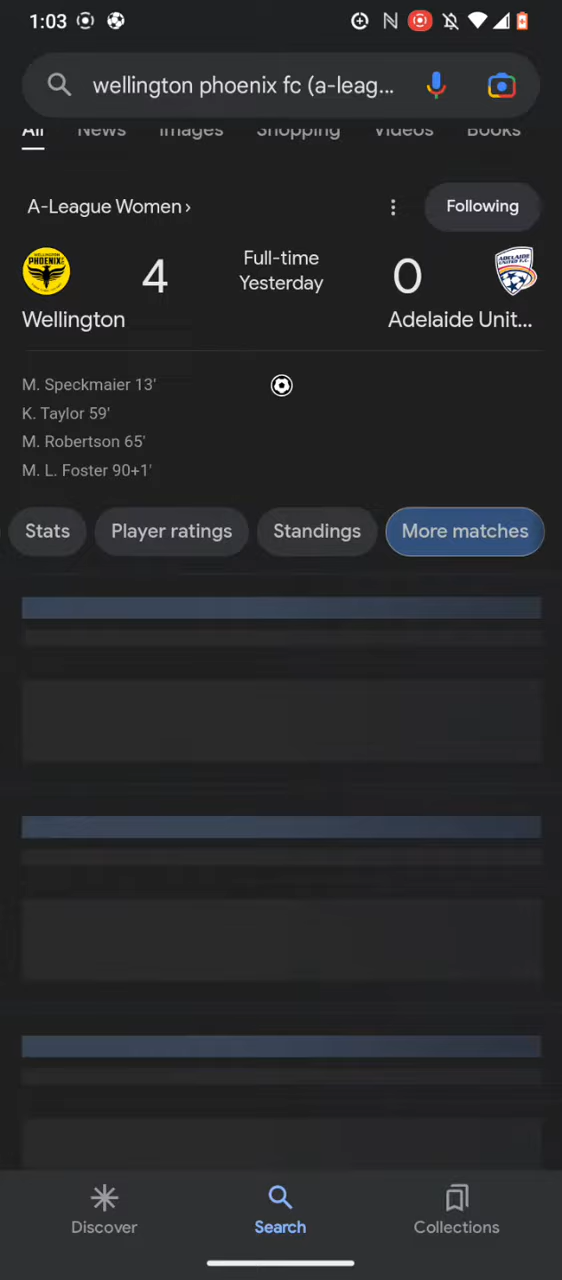 1:03
wellington phoenix fc (a-leag...
All News Images Shopping Videos Books
A-League Women ›
Following
4 Full-time 0
Yesterday
Wellington Adelaide Unit...
M. Speckmaier 13'
K. Taylor 59'
M. Robertson 65'
M. L. Foster 90+1'
Stats Player ratings Standings More matches
Discover Search Collections